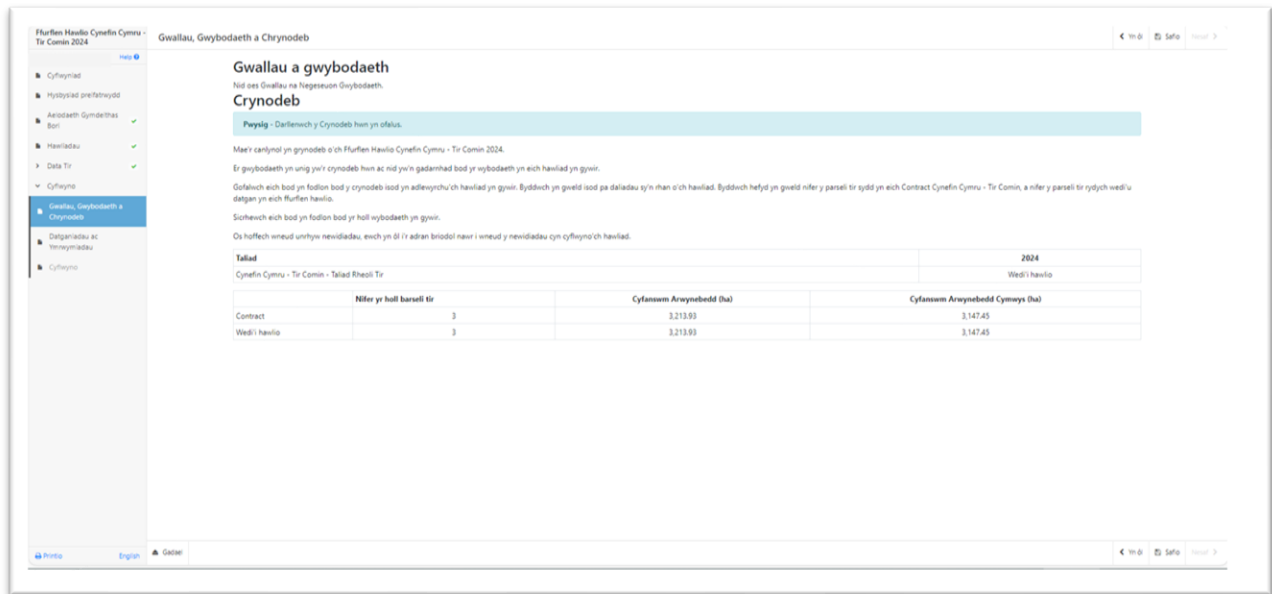 Ffurflen Hawlio Cynefin Cymru -
Tir Comin 2024
Help
Cyflwyniad
Hysbysiad preifatrwydd
Aelodaeth Gymdeithas
Bori
Hawliadau
Data Tir
Cyflwyno
Gwallau, Gwybodaeth a
Chrynodeb
Datganiadau ac
Ymrwymiadau
Cyflwyno
Printio
English
Gwallau, Gwybodaeth a Chrynodeb
Yn ôl Safio Nesaf
Gwallau a gwybodaeth
Nid oes Gwallau na Negeseuon Gwybodaeth.
Crynodeb
Pwysig - Darllenwch y Crynodeb hwn yn ofalus.
Mae'r canlynol yn grynodeb o'ch Ffurflen Hawlio Cynefin Cymru - Tir Comin 2024.
Er gwybodaeth yn unig yw'r crynodeb hwn ac nid yw'n gadarnhad bod yr wybodaeth yn eich hawliad yn gywir.
Gofalwch eich bod yn fodlon bod y crynodeb isod yn adlewyrchu'ch hawliad yn gywir. Byddwch yn gweld isod pa daliadau sy'n rhan o'ch hawliad. Byddwch hefyd yn gweld nifer y parseli tir sydd yn eich Contract Cynefin Cymru - Tir Comin, a nifer y parseli tir rydych wedi'u
datgan yn eich ffurflen hawlio.
Sicrhewch eich bod yn fodlon bod yr holl wybodaeth yn gywir.
Os hoffech wneud unrhyw newidiadau, ewch yn ôl i'r adran briodol nawr i wneud y newidiadau cyn cyflwyno'ch hawliad.
Taliad 2024
Cynefin Cymru - Tir Comin - Taliad Rheoli Tir Wedi'i hawlio
Nifer yr holl barseli tir Cyfanswm Arwynebedd (ha) Cyfanswm Arwynebedd Cymwys (ha)
Contract 3 3,213.93 3,147.45
Wedi'i hawlio 3 3,213.93 3,147.45
Gadael
Yn ôl Safio Nesaf